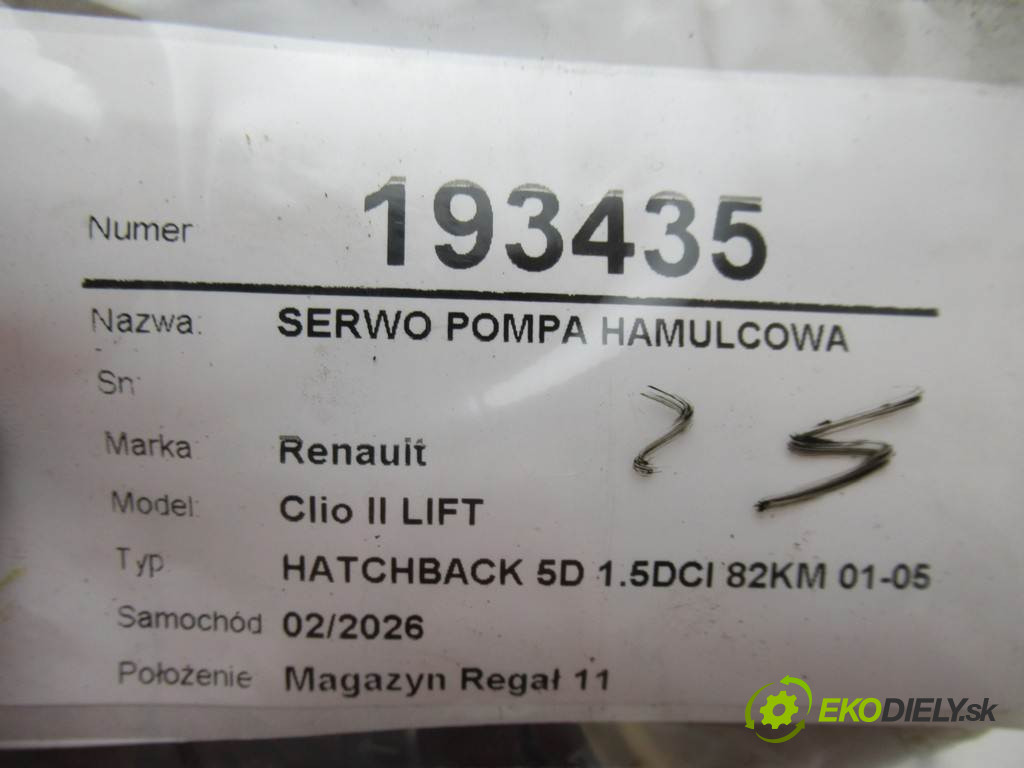 Numer 193435
Nazwa: SERWO POMPA HAMULCOWA
Sn:
Marka Renault
Model: Clio II LIFT
Typ HATCHBACK 5D 1.5DCI 82KM 01-05
Samochód 02/2026
Położenie Magazyn Regał 11
EKODIELY.sk